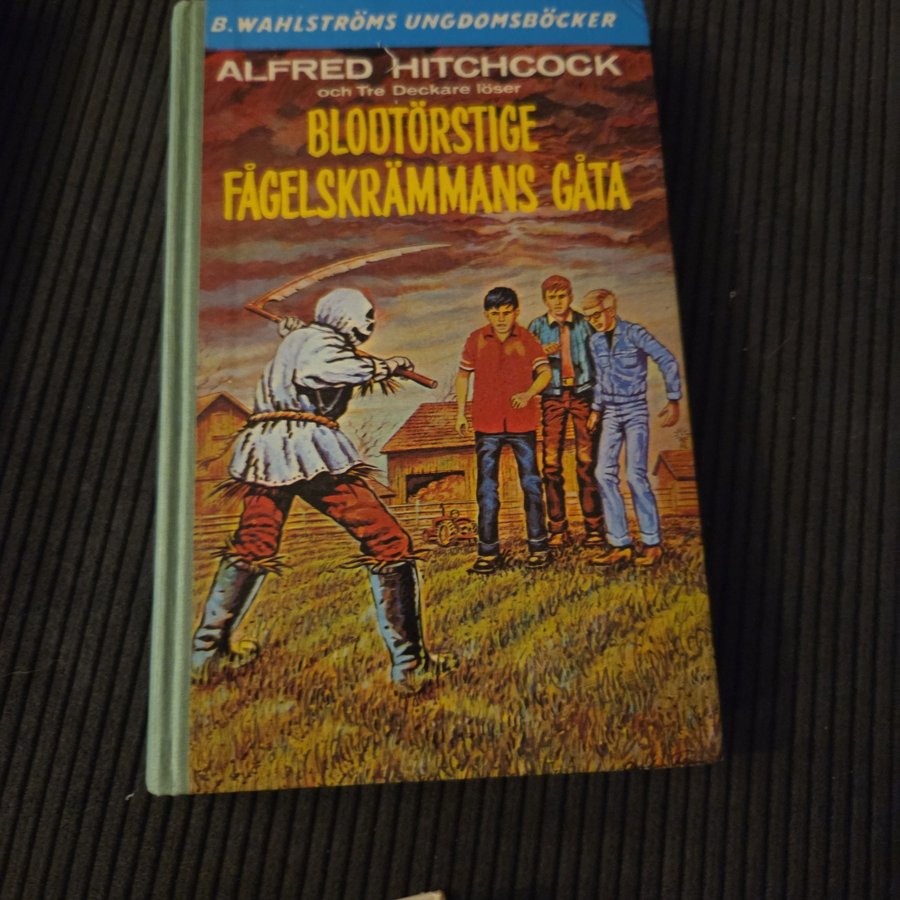 B. WAHLSTRÖMS UNGDOMSBÖCKER
ALFRED HITCHCOCK
och Tre Deckare löser
BLODTÖRSTIGE
FÅGELSKRÄMMANS GÅTA